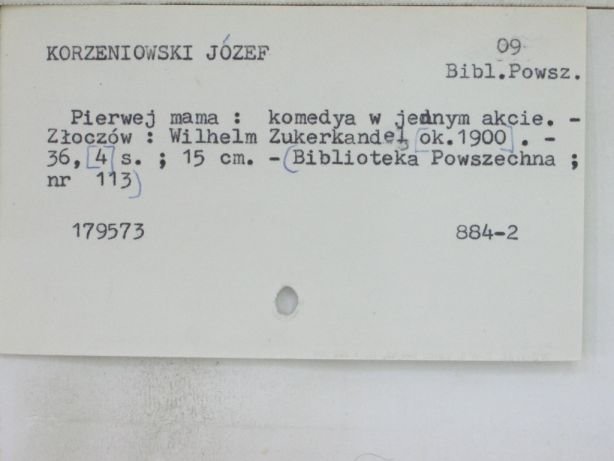 KORZENIOWSKI JÓZEF
09
Bibl.Powsz.
Pierwej mama : komedya w jednym akcie. -
Złoczów : Wilhelm Zukerkandel [ok.1900] . -
36,[4] s. ; 15 cm. -(Biblioteka Powszechna ;
nr 113)
179573 884-2